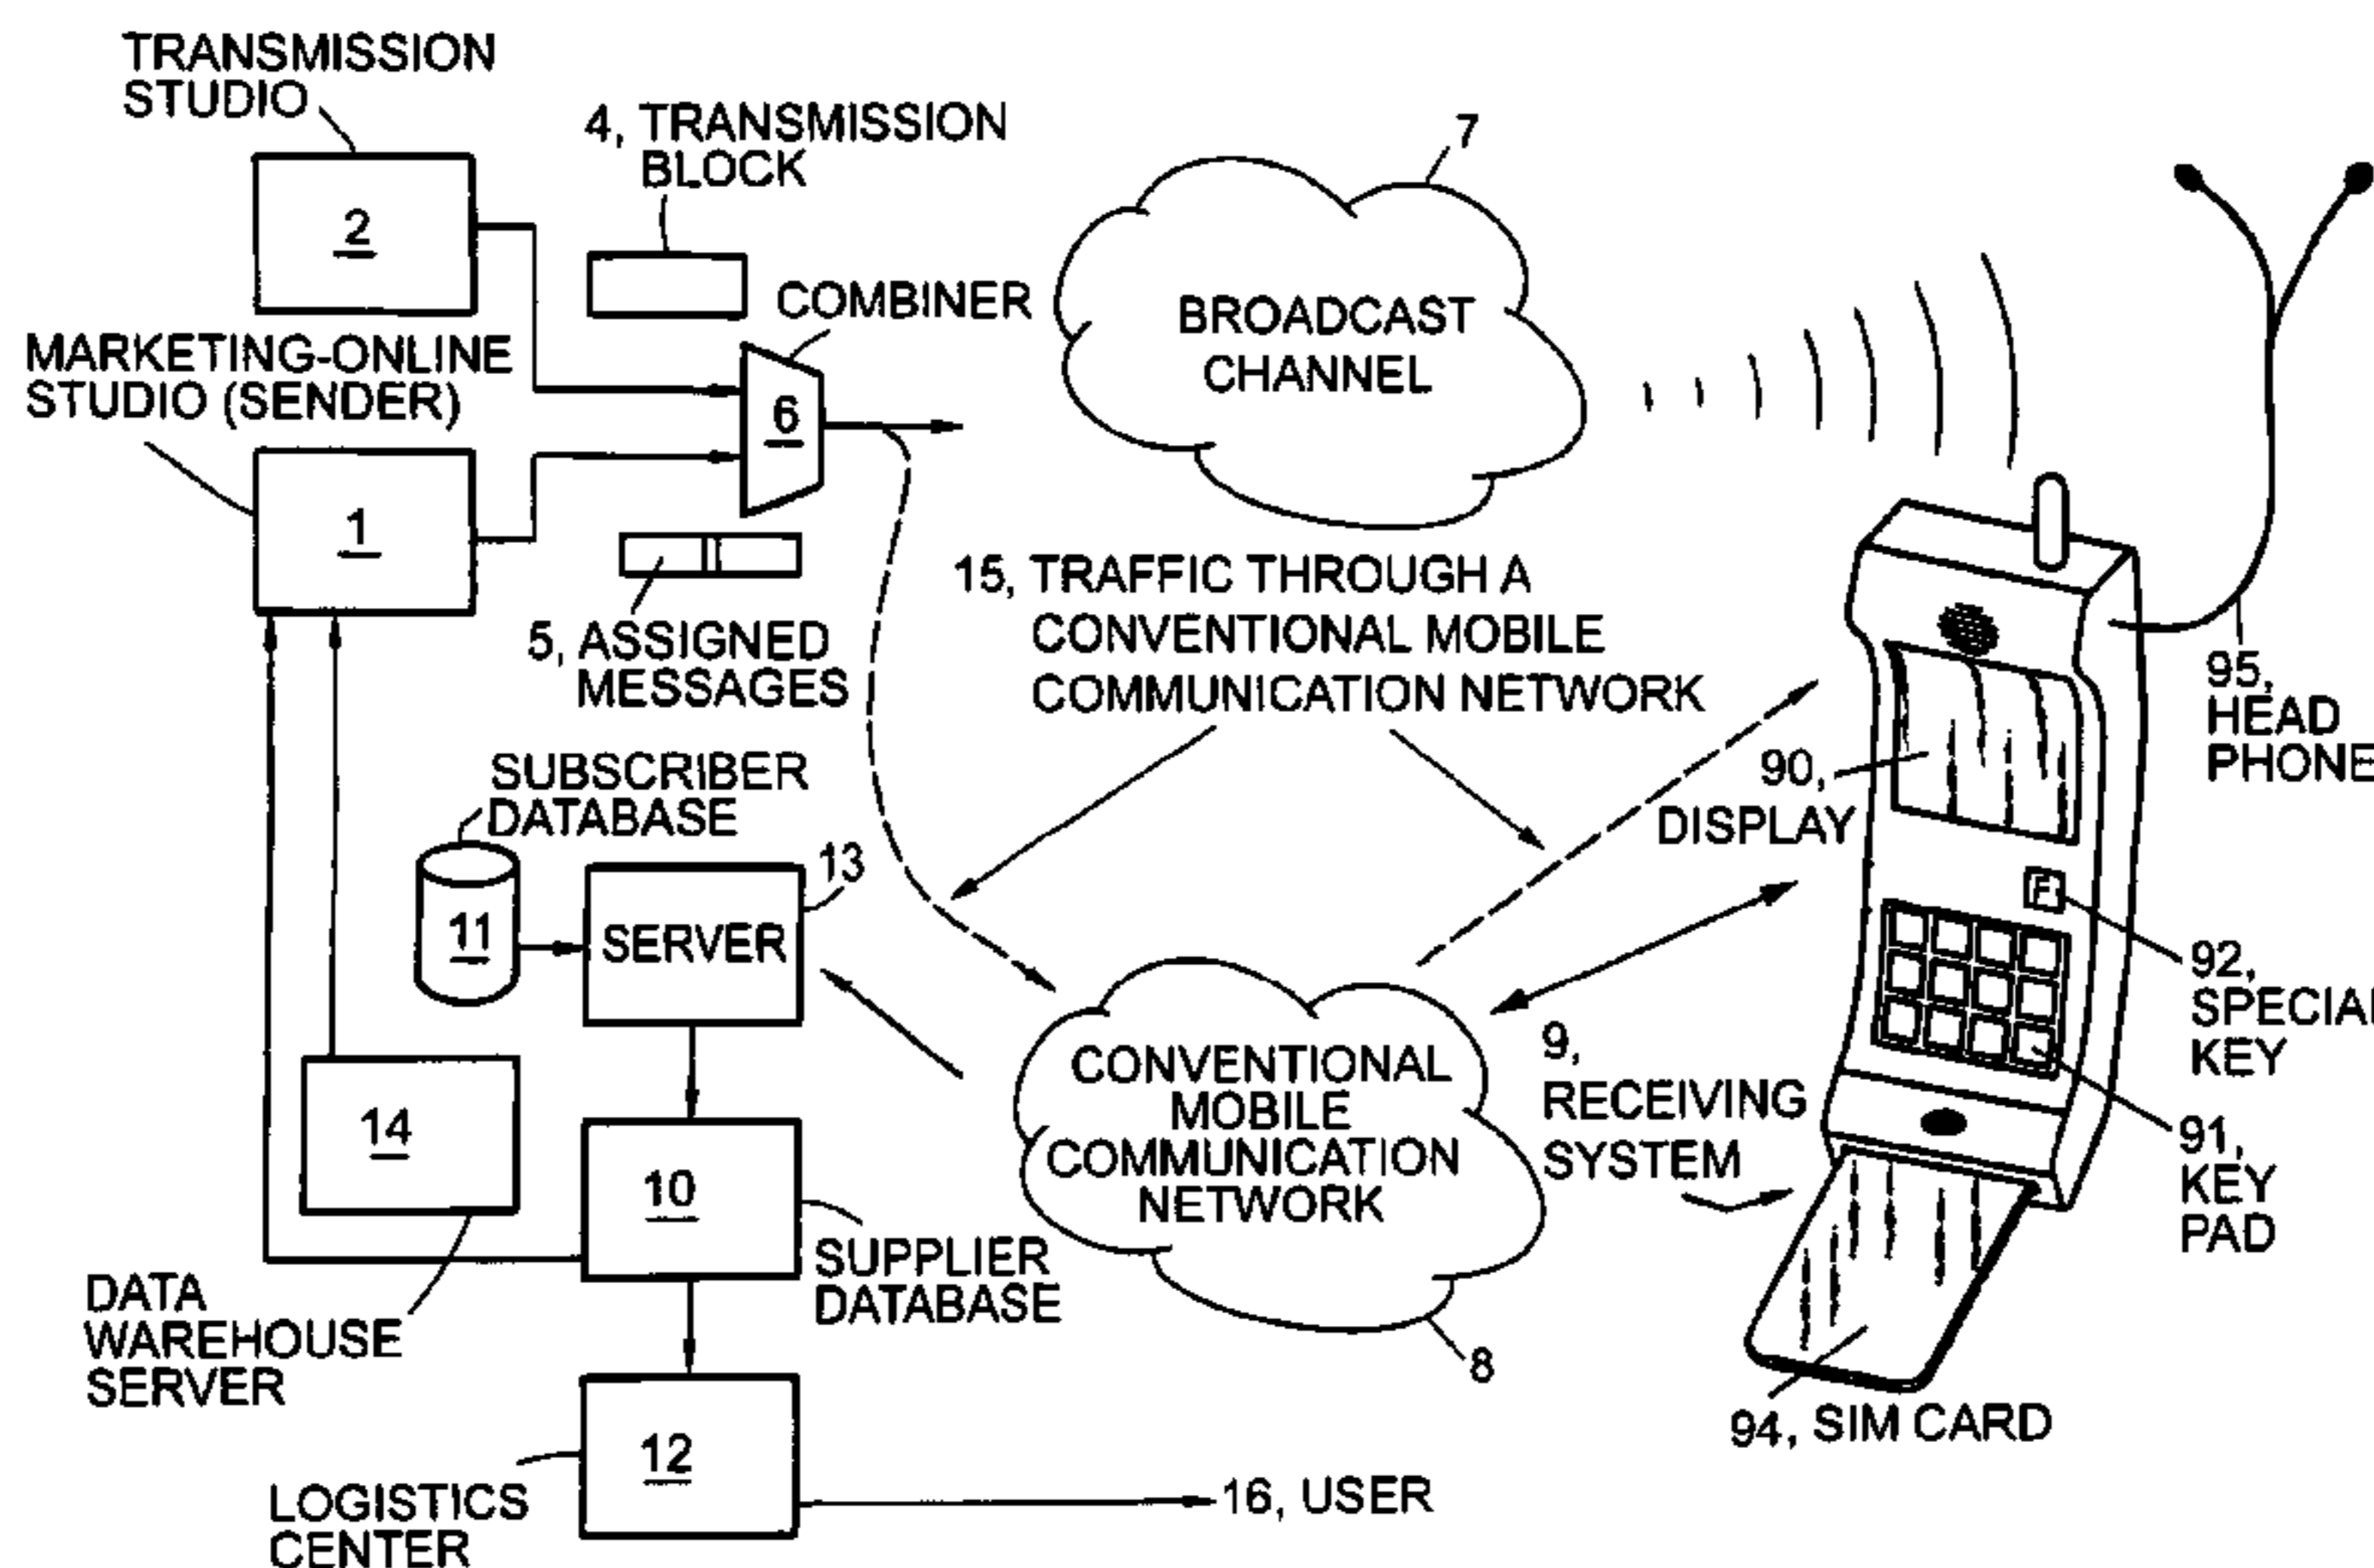 TRANSMISSION
STUDIO
2
4, TRANSMISSION
BLOCK
7
COMBINER
6
BROADCAST
CHANNEL
MARKETING-ONLINE
STUDIO (SENDER)
1
5, ASSIGNED
MESSAGES
15, TRAFFIC THROUGH A
CONVENTIONAL MOBILE
COMMUNICATION NETWORK
95,
HEAD
PHONE
90,
DISPLAY
SUBSCRIBER
DATABASE
11
13
SERVER
F
92,
SPECIAL
KEY
91,
KEY
PAD
9,
RECEIVING
SYSTEM
CONVENTIONAL
MOBILE
COMMUNICATION
NETWORK
8
14
DATA
WAREHOUSE
SERVER
10
SUPPLIER
DATABASE
94, SIM CARD
12
LOGISTICS
CENTER
16, USER